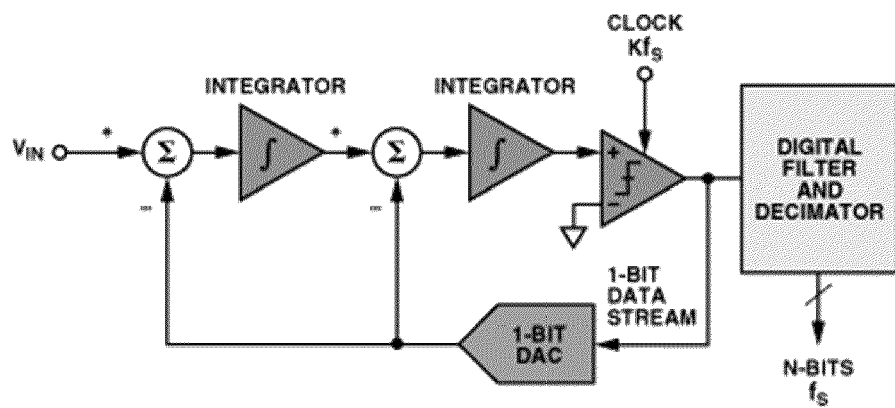 CLOCK
Kfs
INTEGRATOR
INTEGRATOR
VIN
+
Σ
∫
+
Σ
∫
+
−
−
−
DIGITAL
FILTER
AND
DECIMATOR
1-BIT
DATA
STREAM
1-BIT
DAC
N-BITS
fs